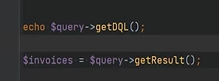 echo $query->getDQL();
$invoices = $query->getResult();